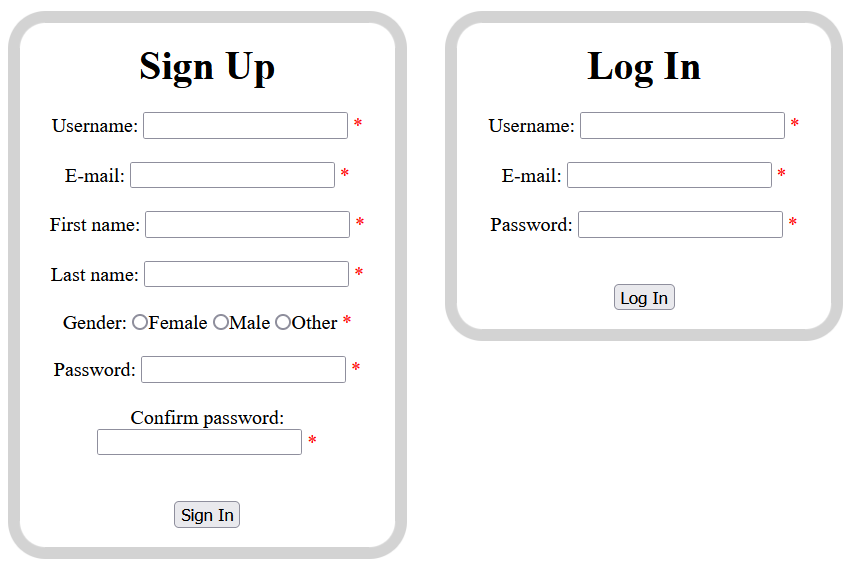 Sign Up
Username: *
E-mail: *
First name: *
Last name: *
Gender: Female Male Other *
Password: *
Confirm password:
*
Sign In
Log In
Username: *
E-mail: *
Password: *
Log In